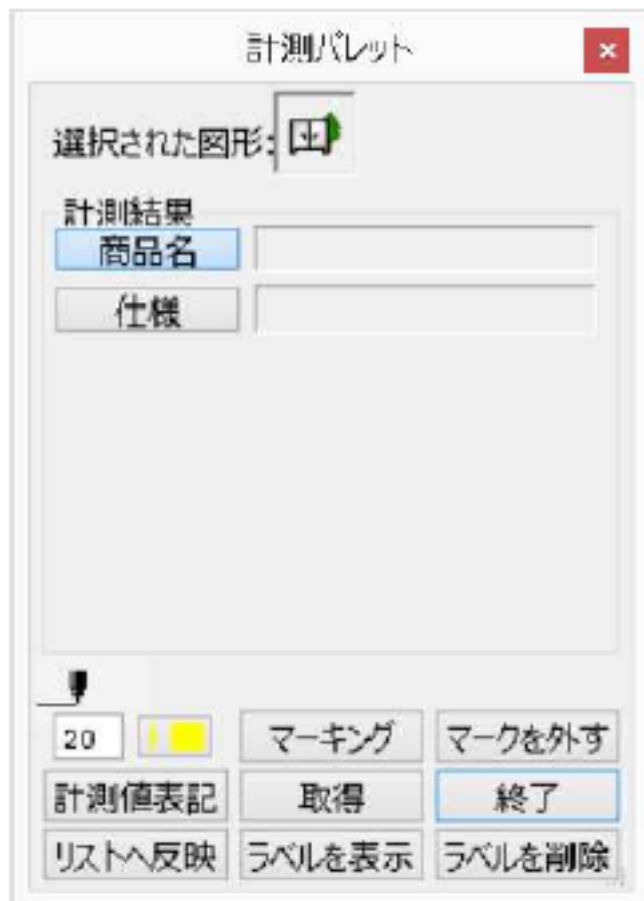 計測パレット
選択された図形:
計測結果
商品名
仕様
20 マーキング マークを外す
計測値表記 取得 終了
リストへ反映 ラベルを表示 ラベルを削除